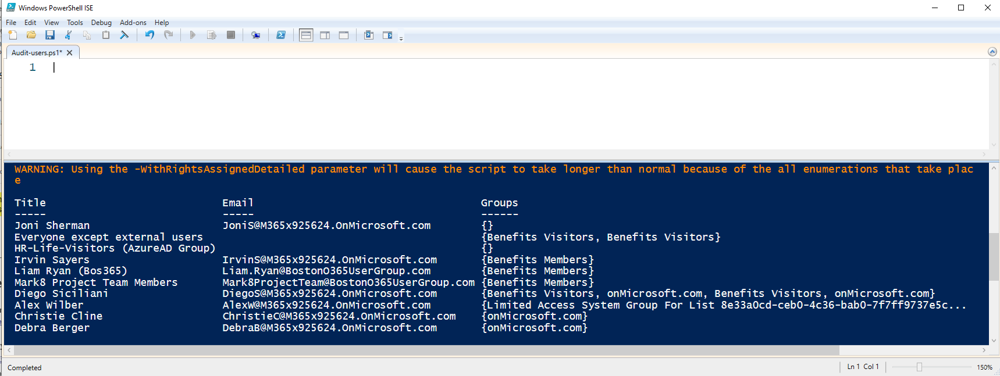 Windows PowerShell ISE
File Edit View Tools Debug Add-ons Help
Audit-users.ps1*
1
WARNING: Using the -WithRightsAssignedDetailed parameter will cause the script to take longer than normal because of the all enumerations that take plac
e
Title Email Groups
----- ----- ------
Joni Sherman JoniS@M365x925624.OnMicrosoft.com {}
Everyone except external users {Benefits Visitors, Benefits Visitors}
HR-Life-Visitors (AzureAD Group) {}
Irvin Sayers IrvinS@M365x925624.OnMicrosoft.com {Benefits Members}
Liam Ryan (Bos365) Liam.Ryan@BostonO365UserGroup.com {Benefits Members}
Mark8 Project Team Members Mark8ProjectTeam@BostonO365UserGroup.com {Benefits Members}
Diego Siciliani DiegoS@M365x925624.OnMicrosoft.com {Benefits Visitors, onMicrosoft.com, Benefits Visitors, onMicrosoft.com}
Alex Wilber AlexW@M365x925624.OnMicrosoft.com {Limited Access System Group For List 8e33a0cd-ceb0-4c36-bab0-7f7ff9737e5c...
Christie Cline ChristieC@M365x925624.OnMicrosoft.com {onMicrosoft.com}
Debra Berger DebraB@M365x925624.OnMicrosoft.com {onMicrosoft.com}
Completed Ln 1 Col 1 150%